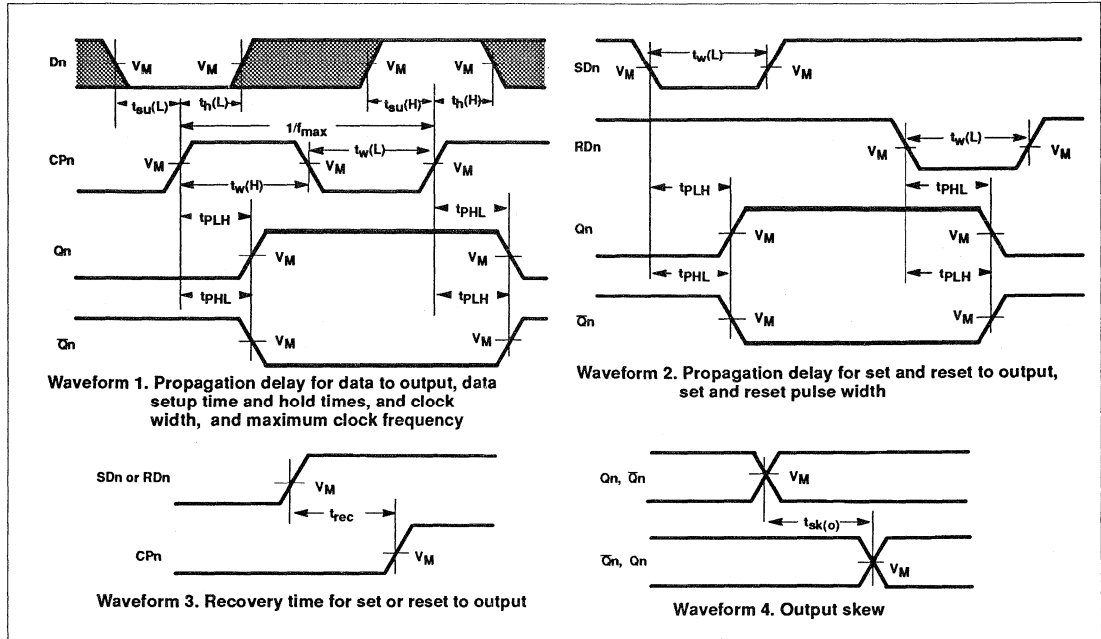 Dn
VM VM VM VM
tsu(L) th(L) tsu(H) th(H)
1/fmax
CPn
VM VM VM
tw(L)
tw(H)
tPLH tPHL
Qn
VM VM
tPHL tPLH
Q̅n
VM VM
Waveform 1. Propagation delay for data to output, data
setup time and hold times, and clock
width, and maximum clock frequency
SDn
VM VM
tw(L)
RDn
VM VM
tw(L)
tPLH tPHL
Qn
VM VM
tPHL tPLH
Q̅n
VM VM
Waveform 2. Propagation delay for set and reset to output,
set and reset pulse width
SDn or RDn
VM
trec
CPn
VM
Waveform 3. Recovery time for set or reset to output
Qn, Q̅n
VM
tsk(o)
Q̅n, Qn
VM
Waveform 4. Output skew